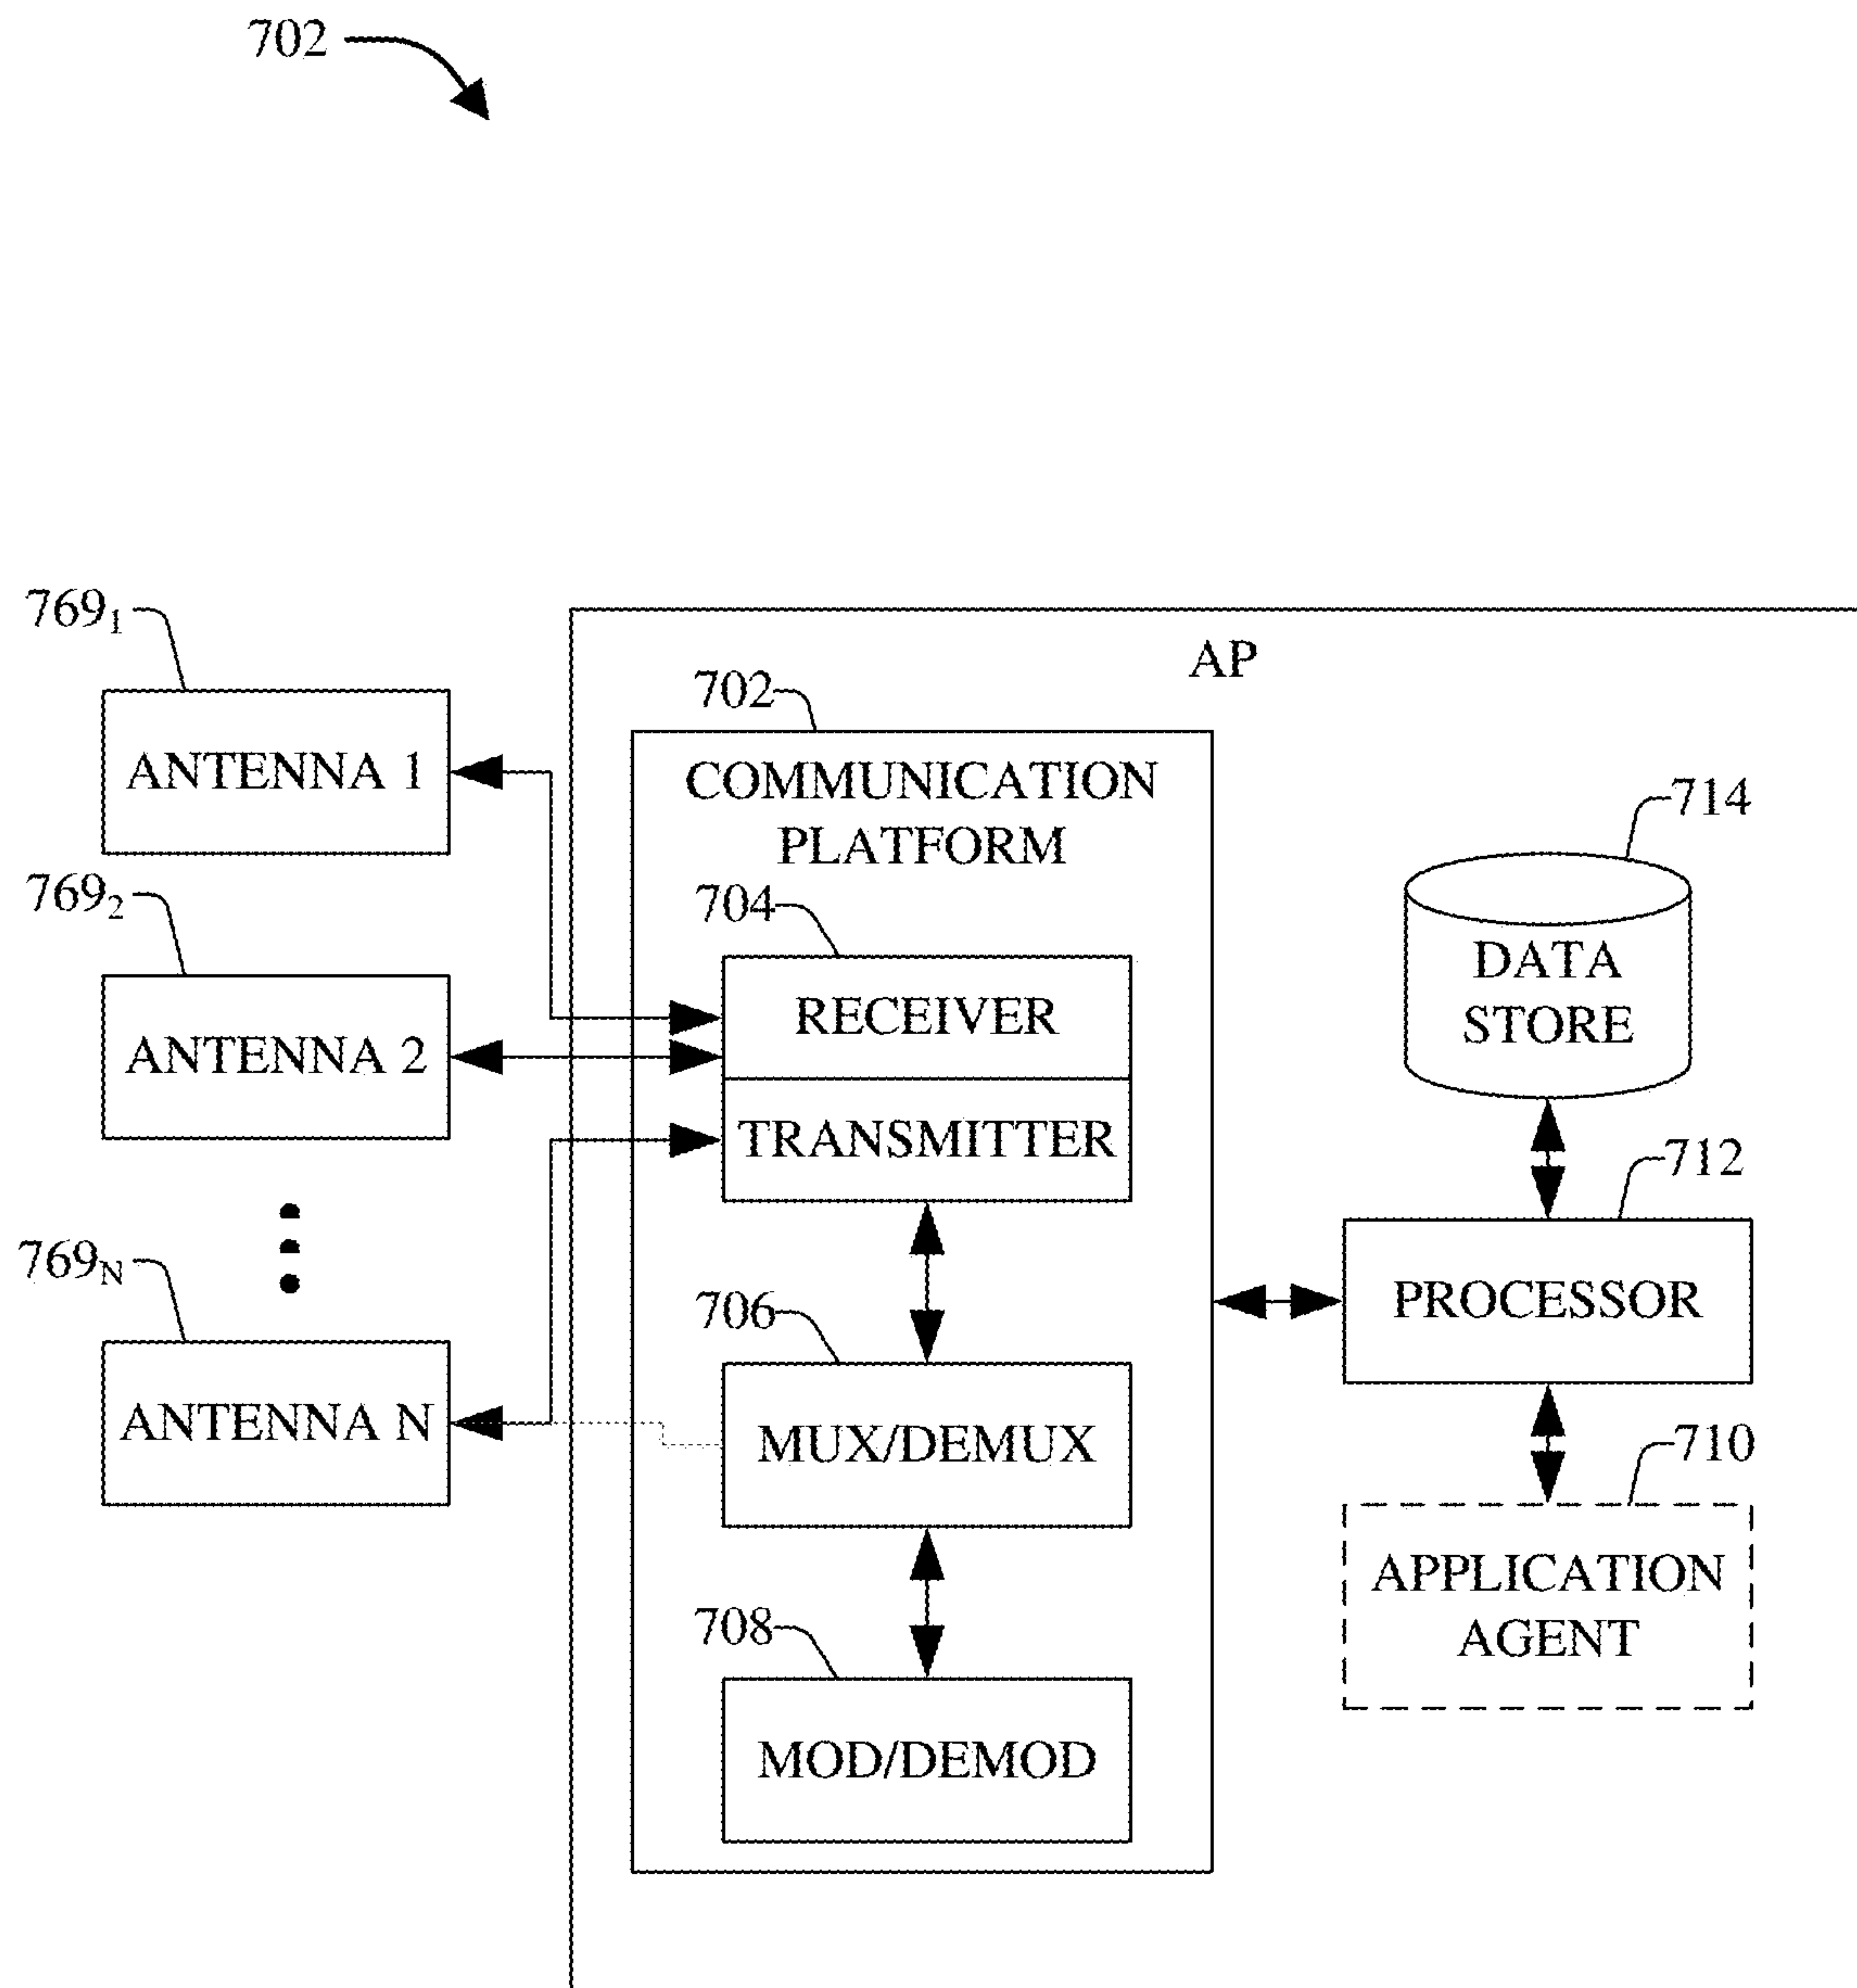 702
769₁
AP
702
ANTENNA 1
COMMUNICATION
PLATFORM
714
769₂
704
DATA
STORE
RECEIVER
ANTENNA 2
TRANSMITTER
712
769N
706
PROCESSOR
ANTENNA N
MUX/DEMUX
710
APPLICATION
AGENT
708
MOD/DEMOD